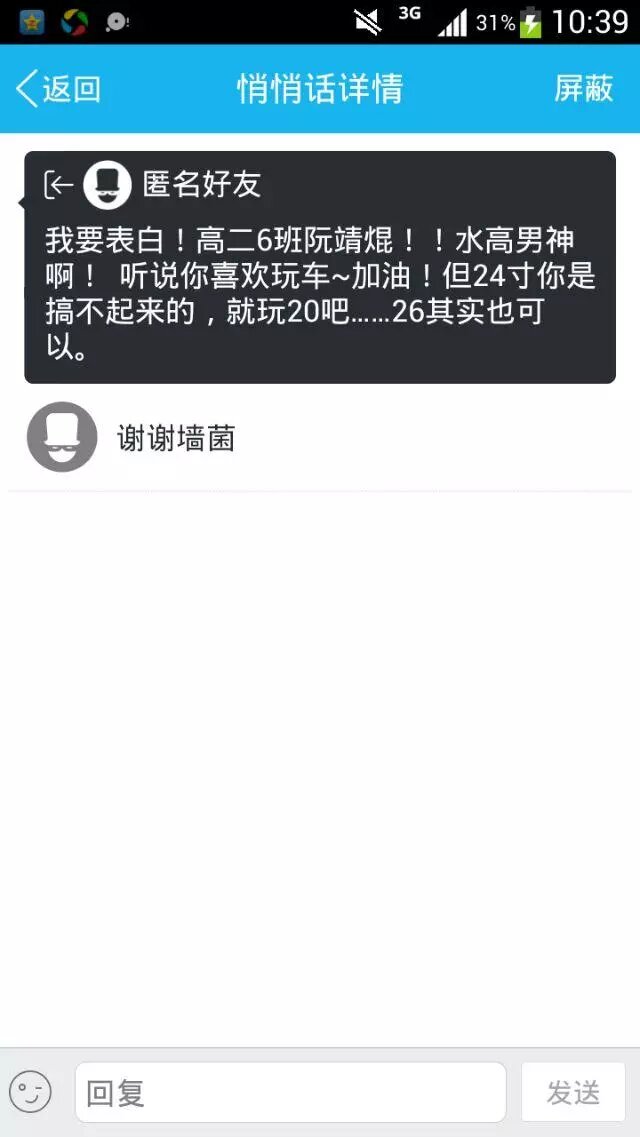 3G 31% 10:39
返回 悄悄话详情 屏蔽
匿名好友
我要表白！高二6班阮靖焜！！水高男神
啊！ 听说你喜欢玩车~加油！但24寸你是
搞不起来的，就玩20吧……26其实也可
以。
谢谢墙菌
回复 发送